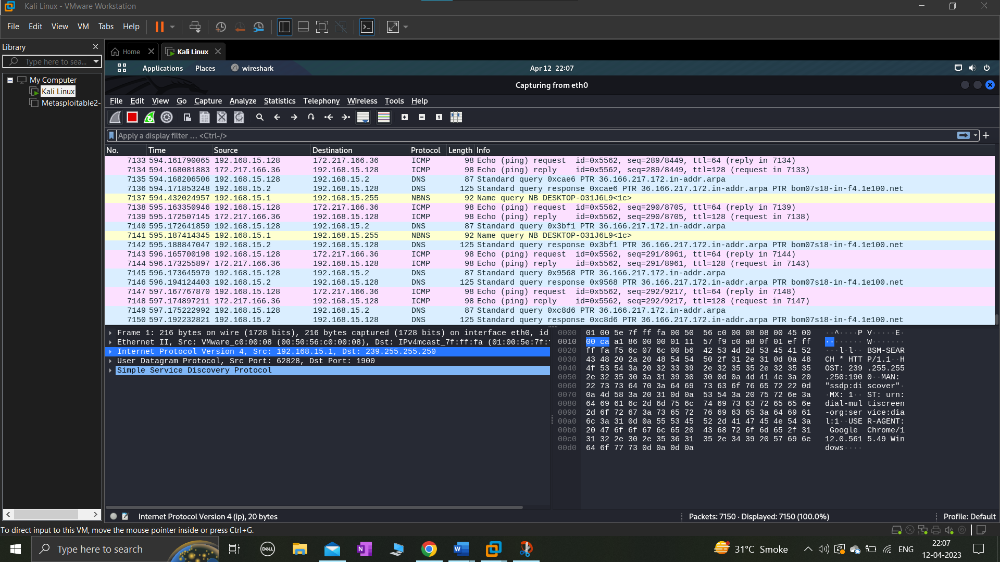 Kali Linux - VMware Workstation
File Edit View VM Tabs Help
Library
Type here to sea...
My Computer
Kali Linux
Metasploitable2-
Home
Kali Linux
Applications Places wireshark
Apr 12 22:07
Capturing from eth0
File Edit View Go Capture Analyze Statistics Telephony Wireless Tools Help
Apply a display filter ... <Ctrl-/>
No. Time Source Destination Protocol Length Info
7133 594.161790065 192.168.15.128 172.217.166.36 ICMP 98 Echo (ping) request id=0x5562, seq=289/8449, ttl=64 (reply in 7134)
7134 594.168081883 172.217.166.36 192.168.15.128 ICMP 98 Echo (ping) reply id=0x5562, seq=289/8449, ttl=128 (request in 7133)
7135 594.168206506 192.168.15.128 192.168.15.2 DNS 87 Standard query 0xcae6 PTR 36.166.217.172.in-addr.arpa
7136 594.171853248 192.168.15.2 192.168.15.128 DNS 125 Standard query response 0xcae6 PTR 36.166.217.172.in-addr.arpa PTR bom07s18-in-f4.1e100.net
7137 594.432024957 192.168.15.1 192.168.15.255 NBNS 92 Name query NB DESKTOP-O31J6L9<1c>
7138 595.163350946 192.168.15.128 172.217.166.36 ICMP 98 Echo (ping) request id=0x5562, seq=290/8705, ttl=64 (reply in 7139)
7139 595.172507145 172.217.166.36 192.168.15.128 ICMP 98 Echo (ping) reply id=0x5562, seq=290/8705, ttl=128 (request in 7138)
7140 595.172641859 192.168.15.128 192.168.15.2 DNS 87 Standard query 0x3bf1 PTR 36.166.217.172.in-addr.arpa
7141 595.187414345 192.168.15.1 192.168.15.255 NBNS 92 Name query NB DESKTOP-O31J6L9<1c>
7142 595.188847047 192.168.15.2 192.168.15.128 DNS 125 Standard query response 0x3bf1 PTR 36.166.217.172.in-addr.arpa PTR bom07s18-in-f4.1e100.net
7143 596.165700198 192.168.15.128 172.217.166.36 ICMP 98 Echo (ping) request id=0x5562, seq=291/8961, ttl=64 (reply in 7144)
7144 596.173255897 172.217.166.36 192.168.15.128 ICMP 98 Echo (ping) reply id=0x5562, seq=291/8961, ttl=128 (request in 7143)
7145 596.173645979 192.168.15.128 192.168.15.2 DNS 87 Standard query 0x9568 PTR 36.166.217.172.in-addr.arpa
7146 596.194124403 192.168.15.2 192.168.15.128 DNS 125 Standard query response 0x9568 PTR 36.166.217.172.in-addr.arpa PTR bom07s18-in-f4.1e100.net
7147 597.167767870 192.168.15.128 172.217.166.36 ICMP 98 Echo (ping) request id=0x5562, seq=292/9217, ttl=64 (reply in 7148)
7148 597.174897211 172.217.166.36 192.168.15.128 ICMP 98 Echo (ping) reply id=0x5562, seq=292/9217, ttl=128 (request in 7147)
7149 597.175222992 192.168.15.128 192.168.15.2 DNS 87 Standard query 0xc8d6 PTR 36.166.217.172.in-addr.arpa
7150 597.192232821 192.168.15.2 192.168.15.128 DNS 125 Standard query response 0xc8d6 PTR 36.166.217.172.in-addr.arpa PTR bom07s18-in-f4.1e100.net
Frame 1: 216 bytes on wire (1728 bits), 216 bytes captured (1728 bits) on interface eth0, id
Ethernet II, Src: VMware_c0:00:08 (00:50:56:c0:00:08), Dst: IPv4mcast_7f:ff:fa (01:00:5e:7f:
Internet Protocol Version 4, Src: 192.168.15.1, Dst: 239.255.255.250
User Datagram Protocol, Src Port: 62828, Dst Port: 1900
Simple Service Discovery Protocol
0000 01 00 5e 7f ff fa 00 50 56 c0 00 08 08 00 45 00 ··^····P V·····E·
0010 00 ca a1 86 00 00 01 11 57 f9 c0 a8 0f 01 ef ff ········ W·······
0020 ff fa f5 6c 07 6c 00 b6 42 53 4d 2d 53 45 41 52 ···l·l·· BSM-SEAR
0030 43 48 20 2a 20 48 54 54 50 2f 31 2e 31 0d 0a 48 CH * HTT P/1.1··H
0040 4f 53 54 3a 20 32 33 39 2e 32 35 35 2e 32 35 35 OST: 239 .255.255
0050 2e 32 35 30 3a 31 39 30 30 0d 0a 4d 41 4e 3a 20 .250:190 0··MAN:
0060 22 73 73 64 70 3a 64 69 73 63 6f 76 65 72 22 0d "ssdp:di scover"·
0070 0a 4d 58 3a 20 31 0d 0a 53 54 3a 20 75 72 6e 3a ·MX: 1·· ST: urn:
0080 64 69 61 6c 2d 6d 75 6c 74 69 73 63 72 65 65 6e dial-mul tiscreen
0090 2d 6f 72 67 3a 73 65 72 76 69 63 65 3a 64 69 61 -org:ser vice:dia
00a0 6c 3a 31 0d 0a 55 53 45 52 2d 41 47 45 4e 54 3a l:1··USE R-AGENT:
00b0 20 47 6f 6f 67 6c 65 20 43 68 72 6f 6d 65 2f 31 Google Chrome/1
00c0 31 32 2e 30 2e 35 36 31 35 2e 34 39 20 57 69 6e 12.0.561 5.49 Win
00d0 64 6f 77 73 0d 0a 0d 0a dows····
Internet Protocol Version 4 (ip), 20 bytes
Packets: 7150 · Displayed: 7150 (100.0%)
Profile: Default
To direct input to this VM, move the mouse pointer inside or press Ctrl+G.
Type here to search
DELL
31°C Smoke
ENG
22:07
12-04-2023